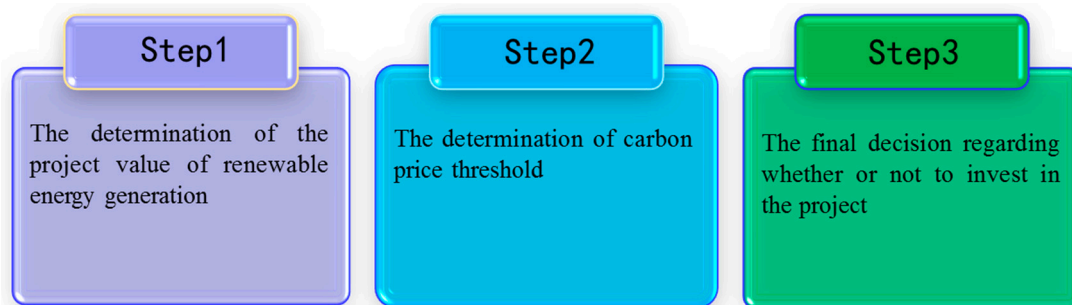 Step1
The determination of the
project value of renewable
energy generation
Step2
The determination of carbon
price threshold
Step3
The final decision regarding
whether or not to invest in
the project